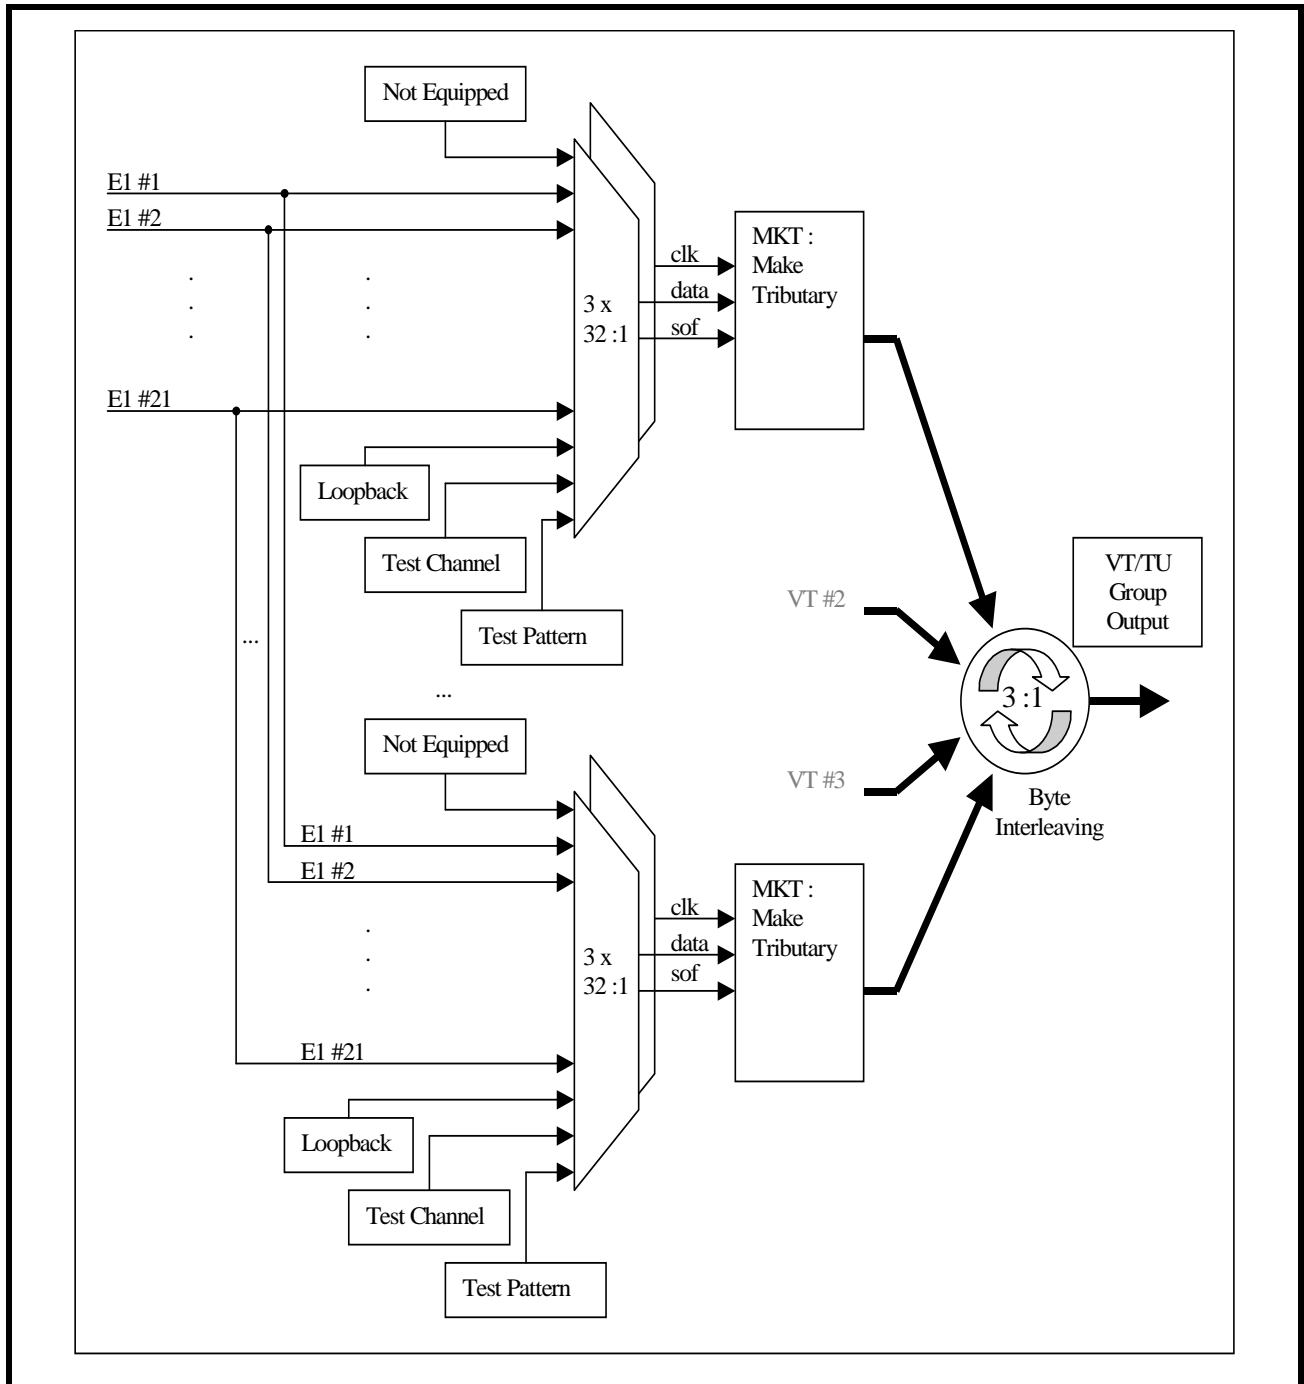 Not Equipped
E1 #1
E1 #2
.
.
.
.
.
.
E1 #21
3 x
32 :1
clk
data
sof
MKT :
Make
Tributary
Loopback
Test Channel
Test Pattern
...
...
VT #2
VT #3
3 :1
VT/TU
Group
Output
Byte
Interleaving
Not Equipped
E1 #1
E1 #2
.
.
.
E1 #21
3 x
32 :1
clk
data
sof
MKT :
Make
Tributary
Loopback
Test Channel
Test Pattern